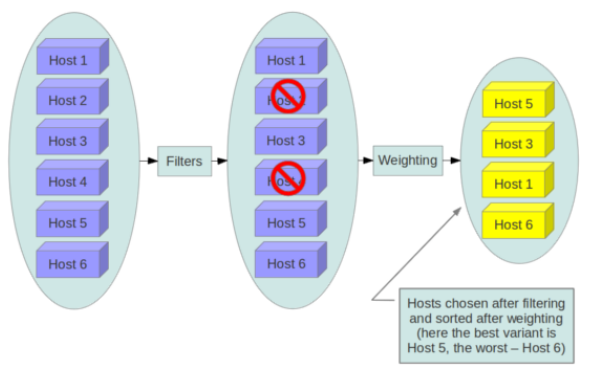 Host 1
Host 2
Host 3
Host 4
Host 5
Host 6
Filters
Host 1
Host
Host 3
Host
Host 5
Host 6
Weighting
Host 5
Host 3
Host 1
Host 6
Hosts chosen after filtering
and sorted after weighting
(here the best variant is
Host 5, the worst – Host 6)